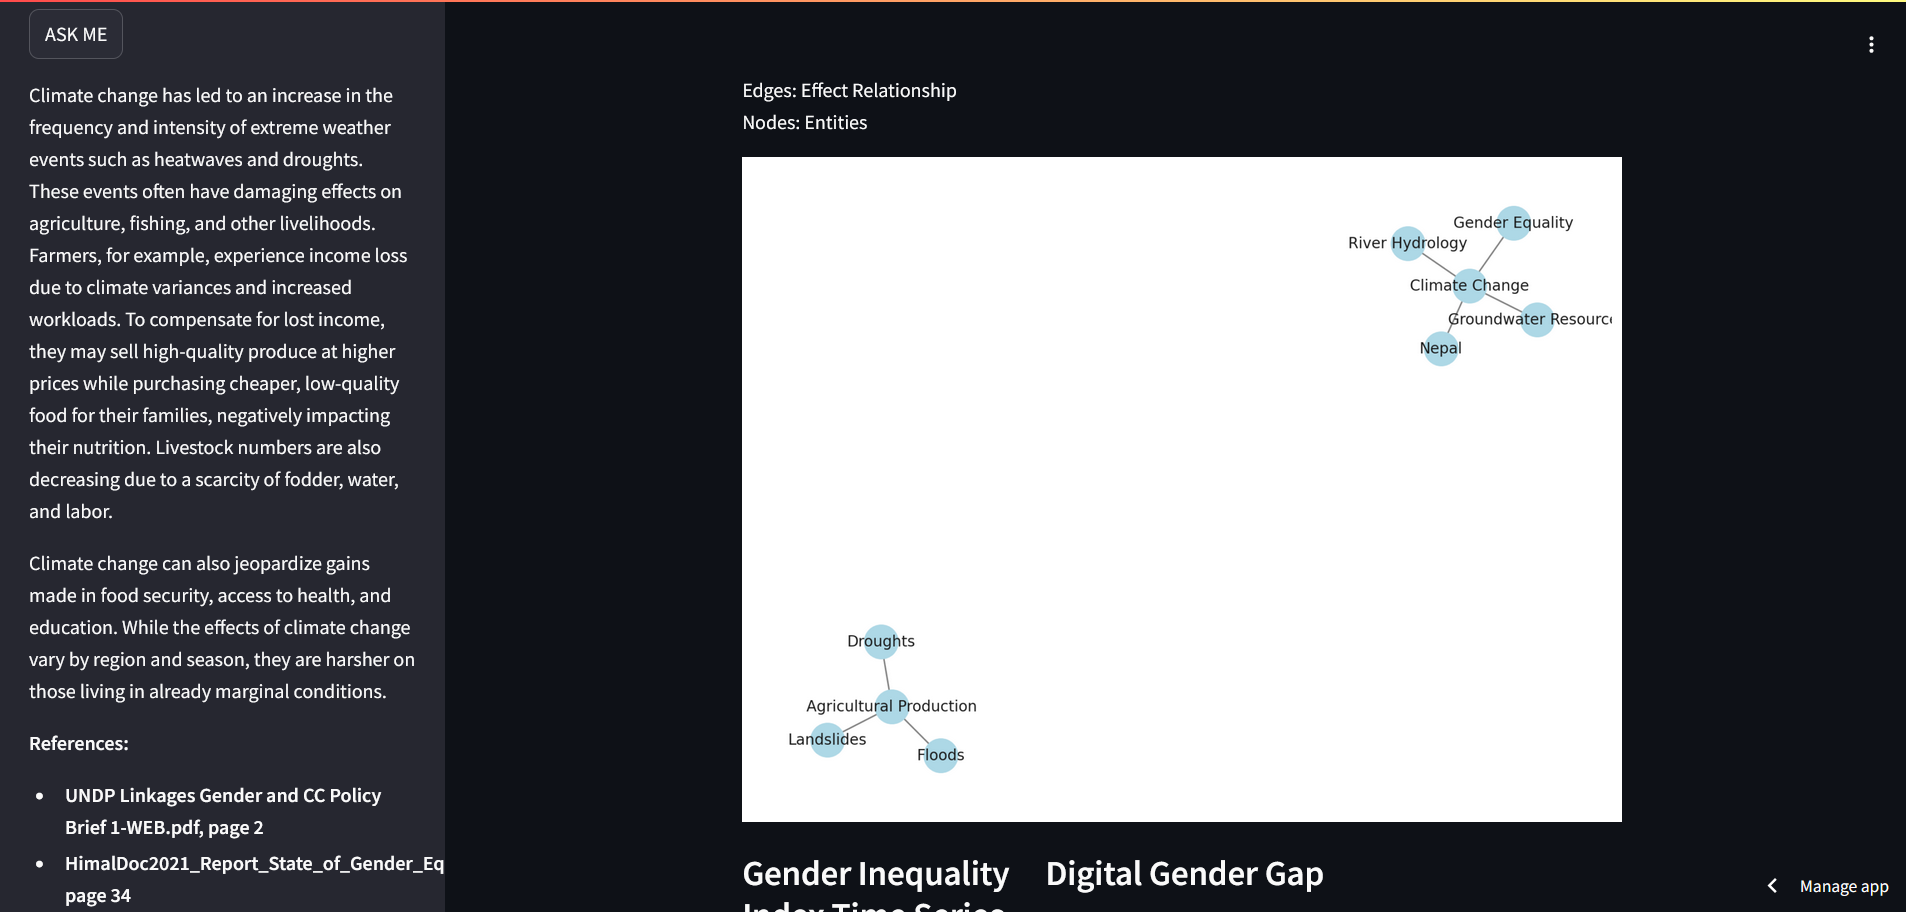 ASK ME
Climate change has led to an increase in the
frequency and intensity of extreme weather
events such as heatwaves and droughts.
These events often have damaging effects on
agriculture, fishing, and other livelihoods.
Farmers, for example, experience income loss
due to climate variances and increased
workloads. To compensate for lost income,
they may sell high-quality produce at higher
prices while purchasing cheaper, low-quality
food for their families, negatively impacting
their nutrition. Livestock numbers are also
decreasing due to a scarcity of fodder, water,
and labor.
Climate change can also jeopardize gains
made in food security, access to health, and
education. While the effects of climate change
vary by region and season, they are harsher on
those living in already marginal conditions.
References:
• UNDP Linkages Gender and CC Policy
Brief 1-WEB.pdf, page 2
• HimalDoc2021_Report_State_of_Gender_Eq
page 34
Edges: Effect Relationship
Nodes: Entities
Gender Equality
River Hydrology
Climate Change
Groundwater Resourc
Nepal
Droughts
Agricultural Production
Landslides
Floods
Gender Inequality
Index Time Series
Digital Gender Gap
Manage app